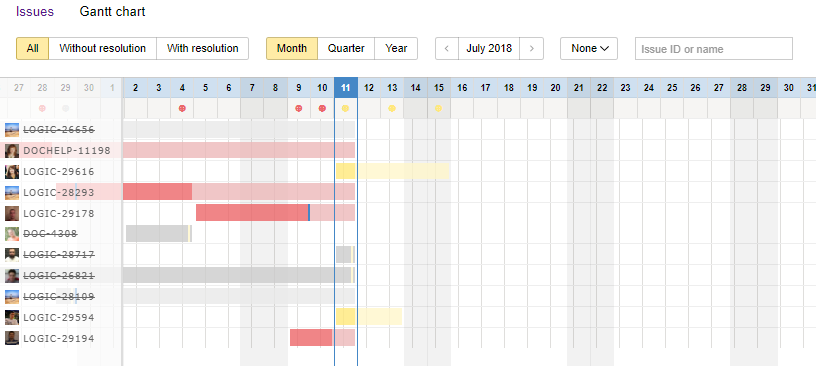 Issues Gantt chart
All Without resolution With resolution Month Quarter Year < July 2018 > None Issue ID or name
27 28 29 30 1 2 3 4 5 6 7 8 9 10 11 12 13 14 15 16 17 18 19 20 21 22 23 24 25 26 27 28 29 30 31
LOGIC-26656
DOCHELP-11198
LOGIC-29616
LOGIC-28293
LOGIC-29178
DOC-4308
LOGIC-28717
LOGIC-26821
LOGIC-28109
LOGIC-29594
LOGIC-29194